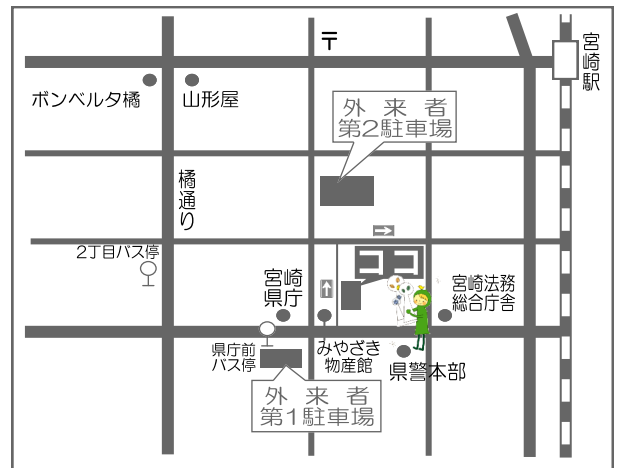 〒
宮崎駅
ボンベルタ橘
山形屋
外来者
第2駐車場
橘通り
2丁目バス停
宮崎
県庁
宮崎法務
総合庁舎
県庁前
バス停
みやざき
物産館
県警本部
外来者
第1駐車場